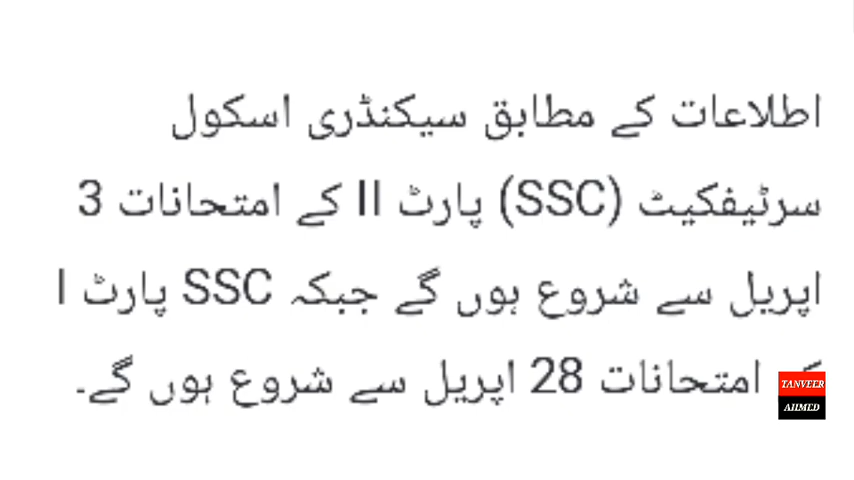 اطلاعات کے مطابق سیکنڈری اسکول
سرٹیفکیٹ (SSC) پارٹ II کے امتحانات 3
اپریل سے شروع ہوں گے جبکہ SSC پارٹ I
امتحانات 28 اپریل سے شروع ہوں گے۔
TANVEER
AHMED